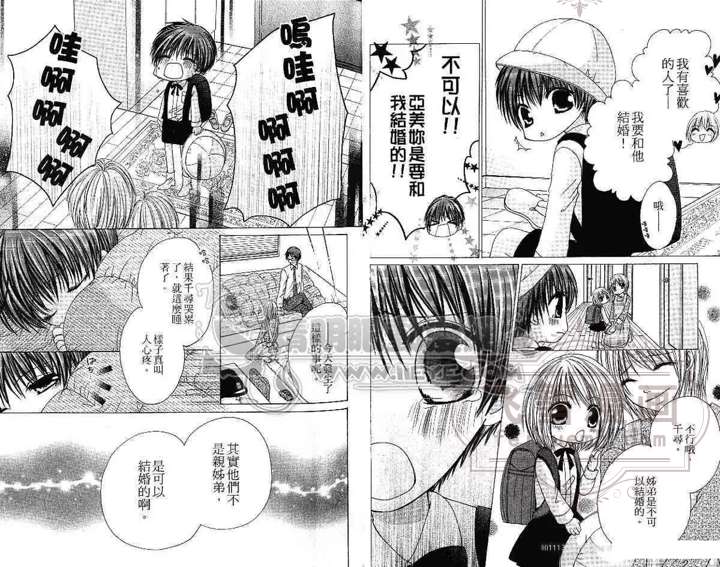 我有喜歡
的人了──
我要和他
結婚！
哦──
不可以!!
亞美妳是要和
我結婚的!!
不行哦，
千尋。
姊弟是不可
以結婚的。
嗚哇啊啊啊啊
哇啊啊啊啊
今天發生了
這樣的事呢。
結果千尋哭累
了，就這麼睡
著了。
樣子真叫
人心疼。
其實他們不
是親姊弟，
是可以
結婚的啊。